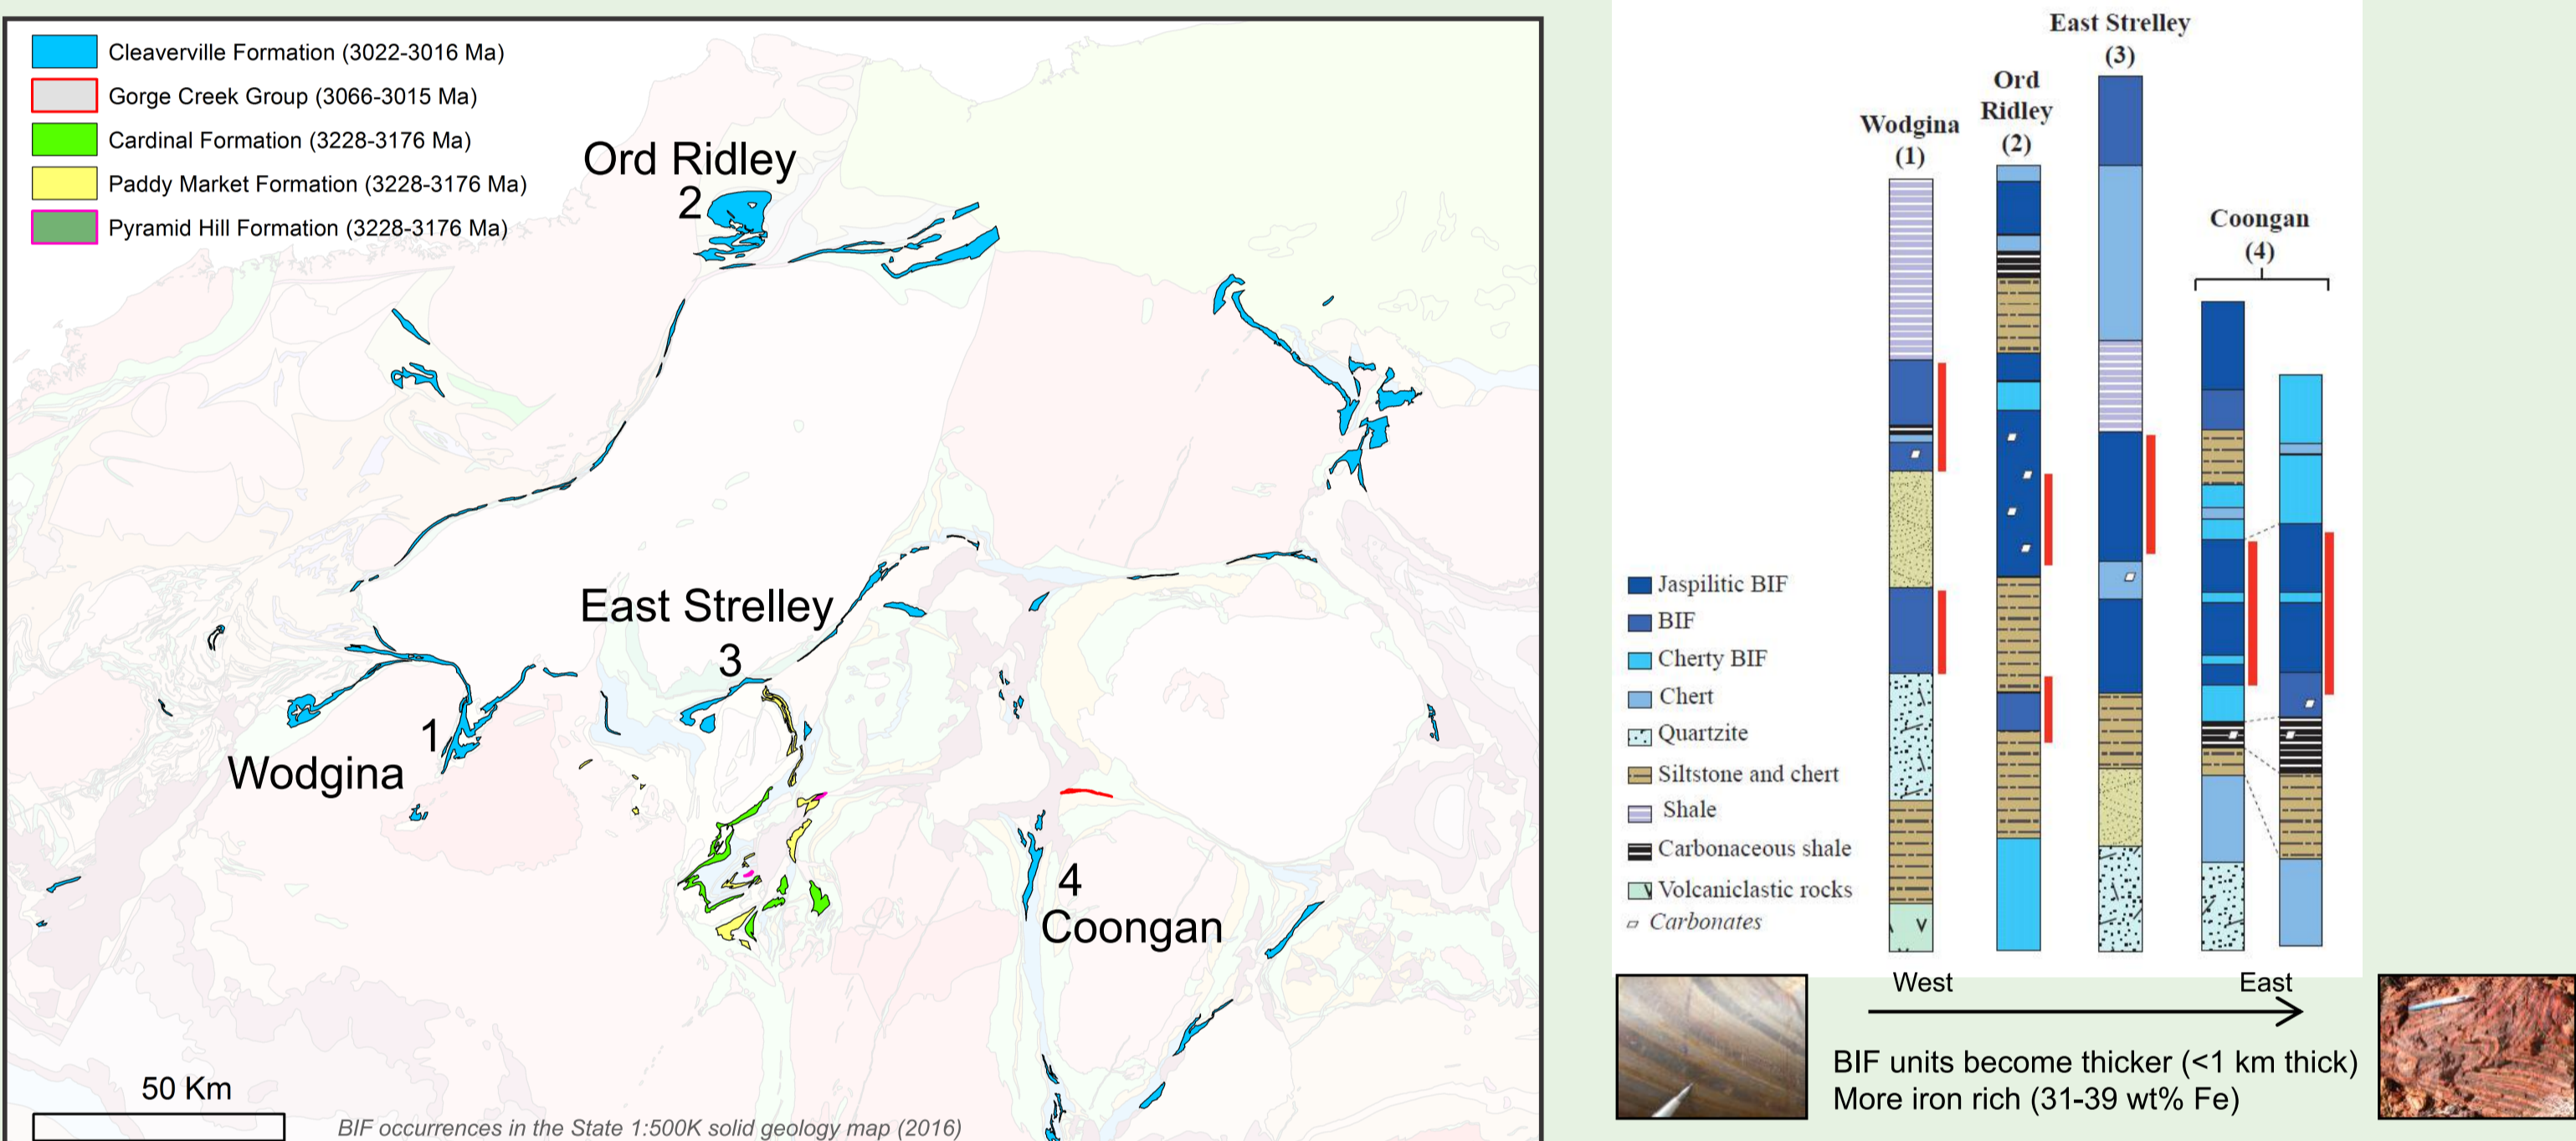 Cleaverville Formation (3022-3016 Ma)
Gorge Creek Group (3066-3015 Ma)
Cardinal Formation (3228-3176 Ma)
Paddy Market Formation (3228-3176 Ma)
Pyramid Hill Formation (3228-3176 Ma)
Ord Ridley
2
East Strelley
3
1
Wodgina
4
Coongan
50 Km
BIF occurrences in the State 1:500K solid geology map (2016)
East Strelley
(3)
Ord
Ridley
(2)
Wodgina
(1)
Coongan
(4)
Jaspilitic BIF
BIF
Cherty BIF
Chert
Quartzite
Siltstone and chert
Shale
Carbonaceous shale
Volcaniclastic rocks
Carbonates
V
West
East
BIF units become thicker (<1 km thick)
More iron rich (31-39 wt% Fe)